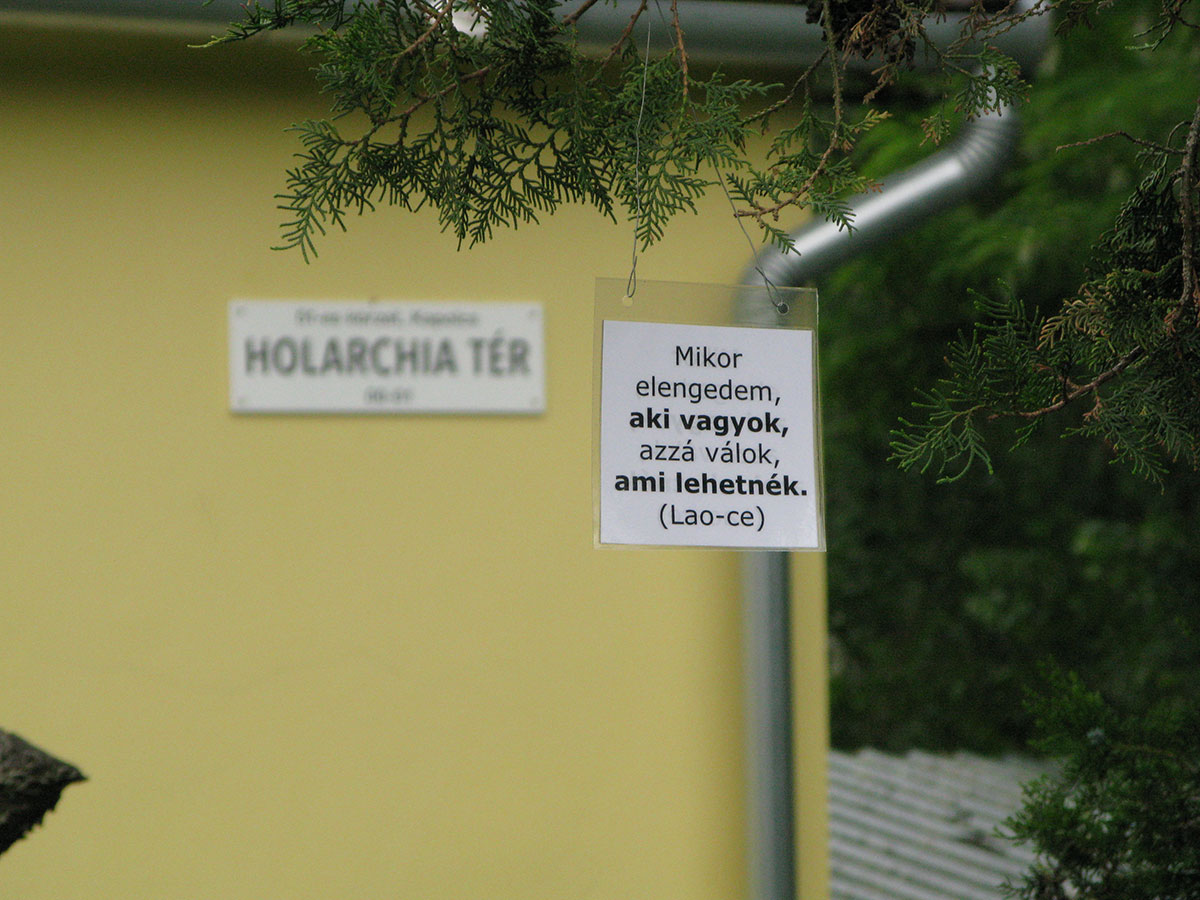 HOLARCHIA TÉR
Mikor
elengedem,
aki vagyok,
azzá válok,
ami lehetnék.
(Lao-ce)